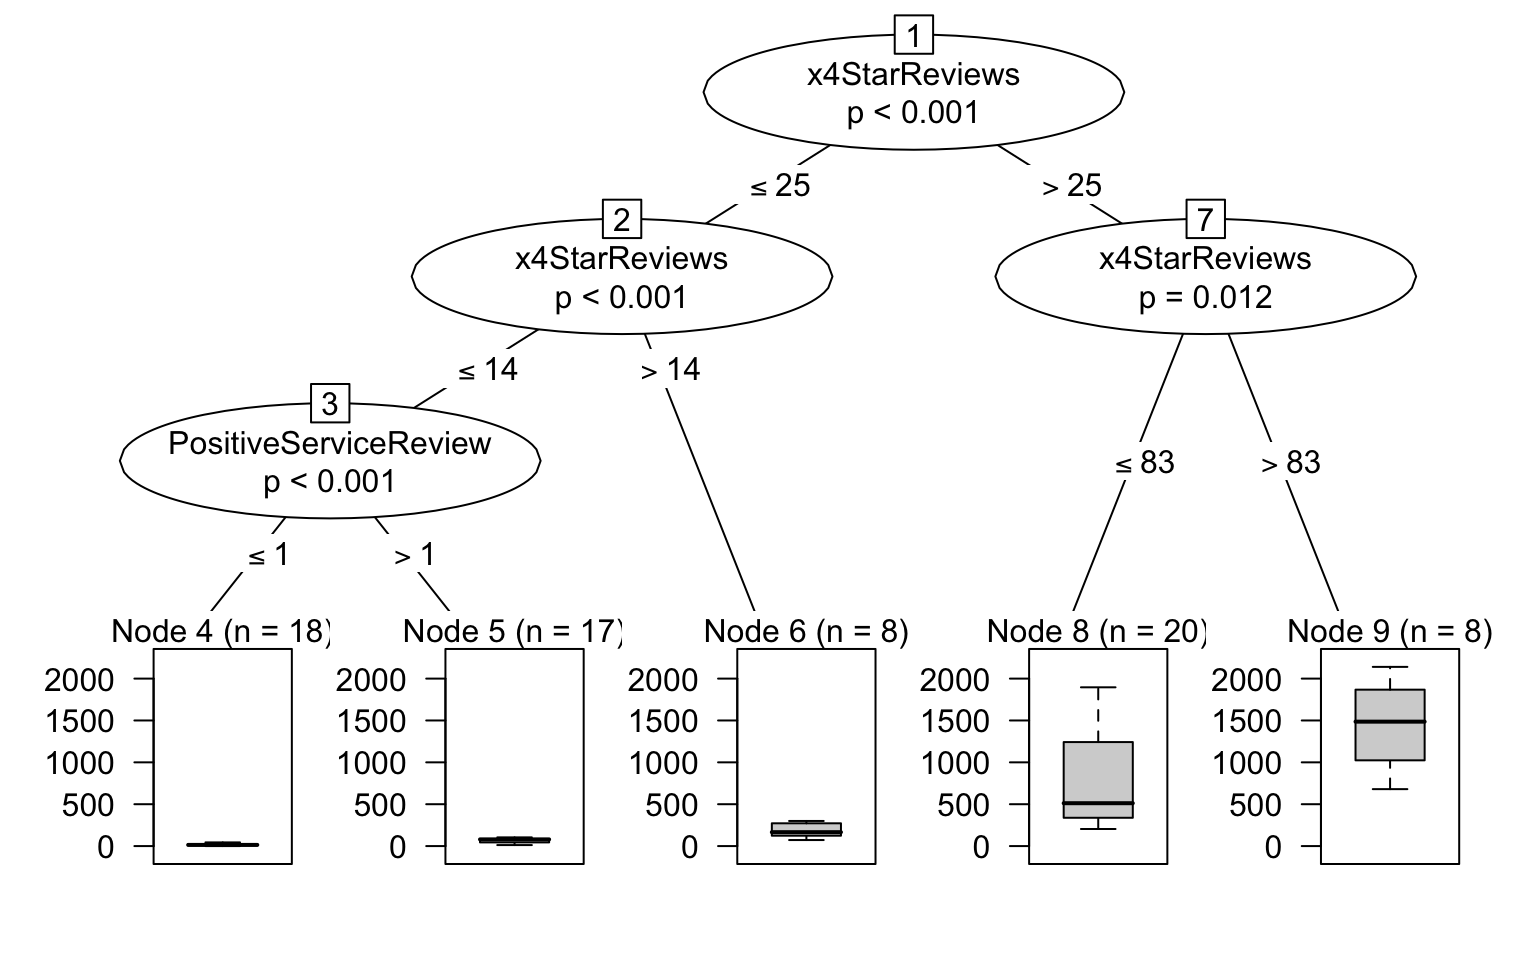 1
x4StarReviews
p < 0.001
≤ 25
> 25
2
x4StarReviews
p < 0.001
7
x4StarReviews
p = 0.012
≤ 14
> 14
3
PositiveServiceReview
p < 0.001
≤ 83
> 83
≤ 1
> 1
Node 4 (n = 18)
2000
1500
1000
500
0
Node 5 (n = 17)
2000
1500
1000
500
0
Node 6 (n = 8)
2000
1500
1000
500
0
Node 8 (n = 20)
2000
1500
1000
500
0
Node 9 (n = 8)
2000
1500
1000
500
0